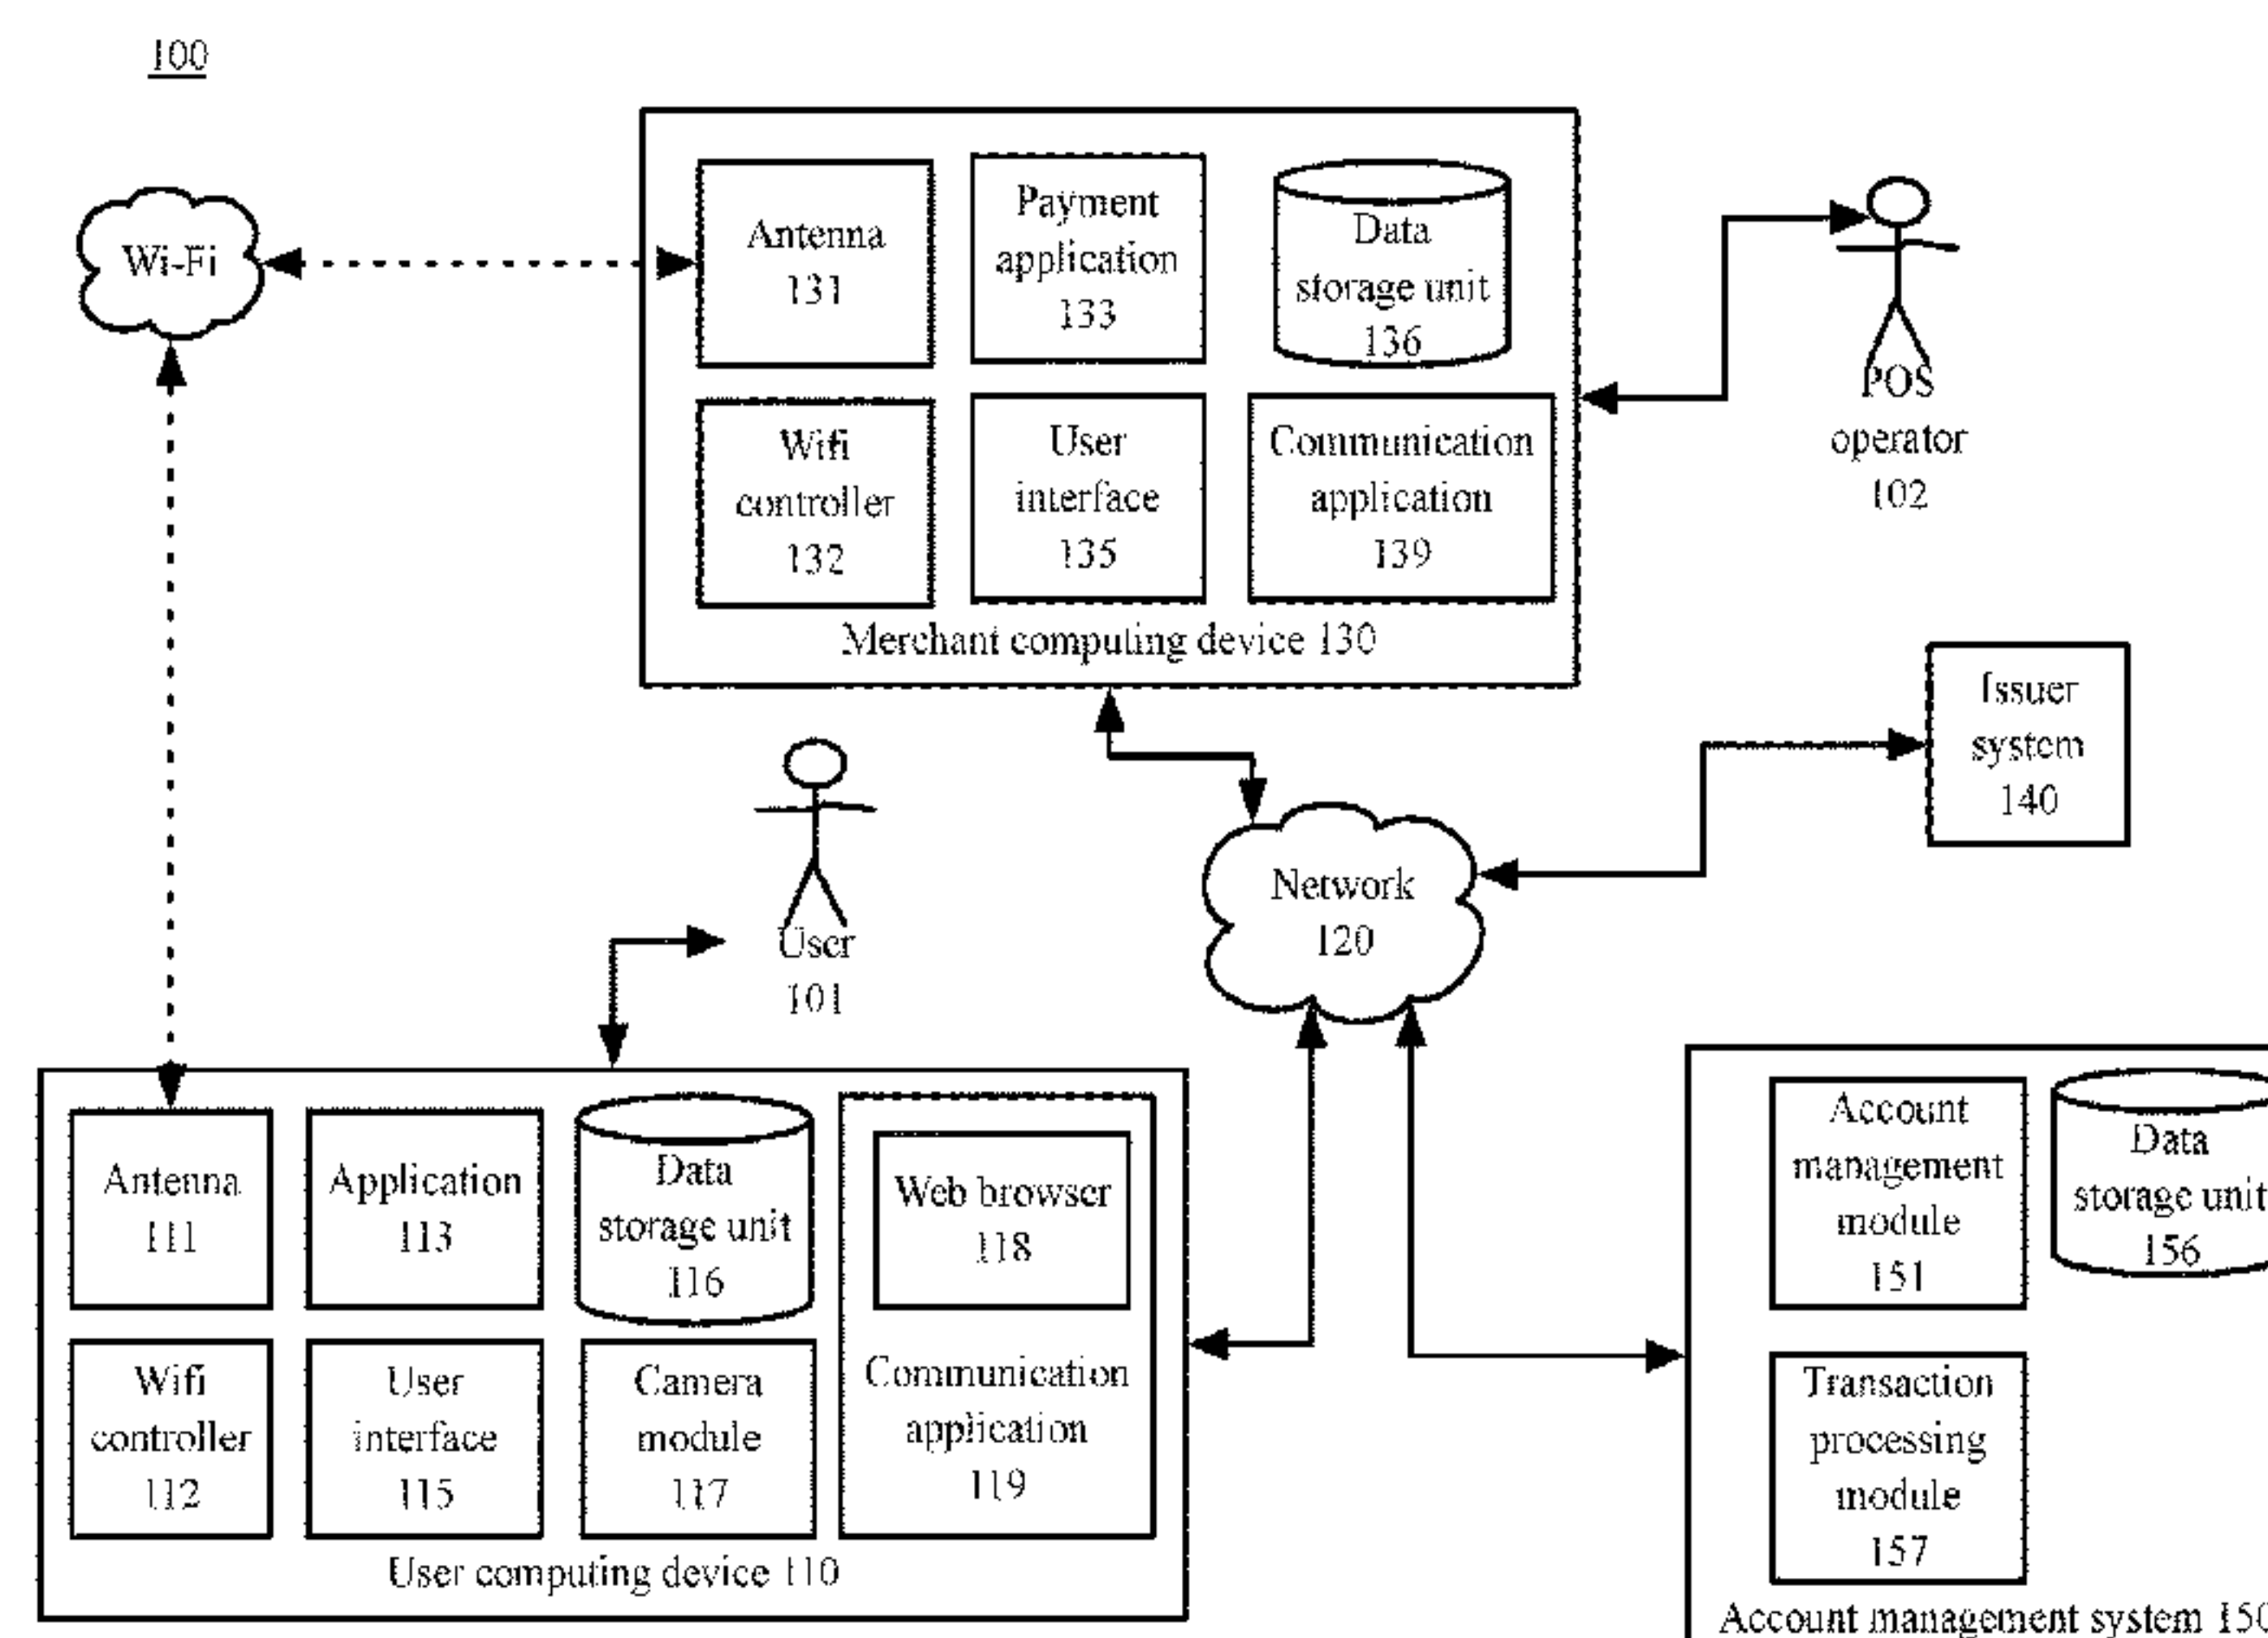 100
Wi-Fi
Antenna
131
Payment
application
133
Data
storage unit
136
Wifi
controller
132
User
interface
135
Communication
application
139
Merchant computing device 130
POS
operator
102
Issuer
system
140
User
101
Network
120
Antenna
111
Application
113
Data
storage unit
116
Web browser
118
Wifi
controller
112
User
interface
115
Camera
module
117
Communication
application
119
User computing device 110
Account
management
module
151
Data
storage unit
156
Transaction
processing
module
157
Account management system 150